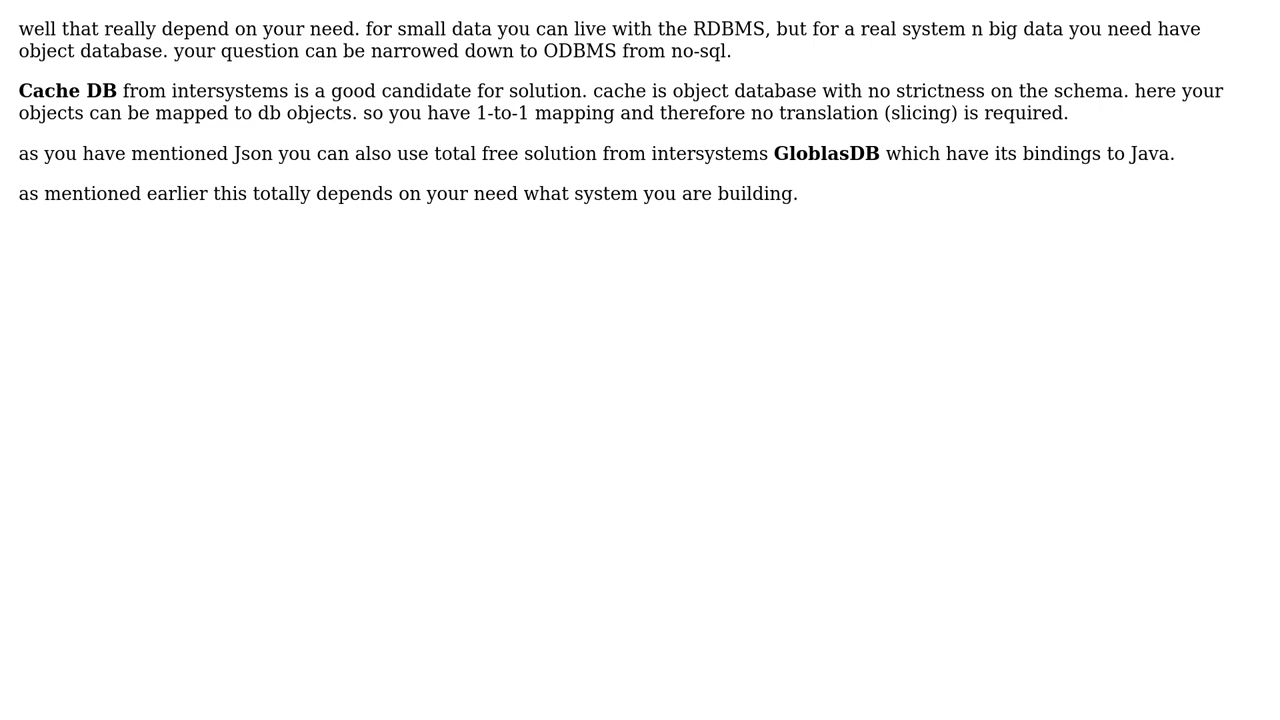 well that really depend on your need. for small data you can live with the RDBMS, but for a real system n big data you need have
object database. your question can be narrowed down to ODBMS from no-sql.
Cache DB from intersystems is a good candidate for solution. cache is object database with no strictness on the schema. here your
objects can be mapped to db objects. so you have 1-to-1 mapping and therefore no translation (slicing) is required.
as you have mentioned Json you can also use total free solution from intersystems GloblasDB which have its bindings to Java.
as mentioned earlier this totally depends on your need what system you are building.